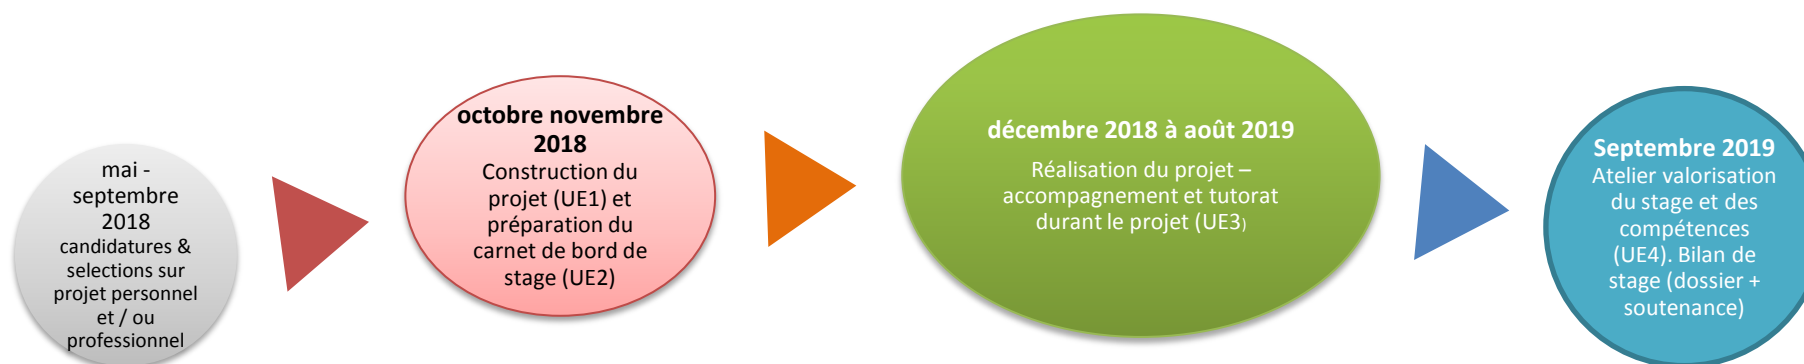 mai -
septembre
2018
candidatures &
selections sur
projet personnel
et / ou
professionnel
octobre novembre
2018
Construction du
projet (UE1) et
préparation du
carnet de bord de
stage (UE2)
décembre 2018 à août 2019
Réalisation du projet –
accompagnement et tutorat
durant le projet (UE3)
Septembre 2019
Atelier valorisation
du stage et des
compétences
(UE4). Bilan de
stage (dossier +
soutenance)